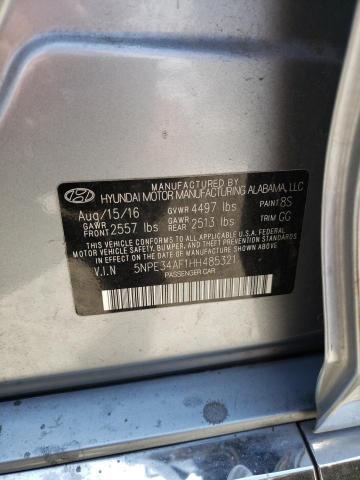 MANUFACTURED BY
HYUNDAI MOTOR MANUFACTURING ALABAMA, LLC
Aug/15/16 GVWR 4497 lbs PAINT 8S
GAWR FRONT 2557 lbs GAWR REAR 2513 lbs TRIM GG
THIS VEHICLE CONFORMS TO ALL APPLICABLE U.S.A. FEDERAL
MOTOR VEHICLE SAFETY, BUMPER, AND THEFT PREVENTION
STANDARDS IN EFFECT ON THE DATE OF MANUFACTURE SHOWN ABOVE.
V.I.N 5NPE34AF1HH485321
PASSENGER CAR